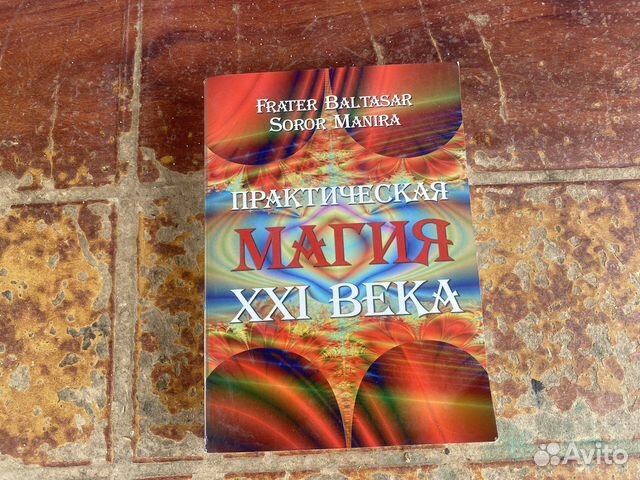 FRATER BALTASAR
SOROR MANIRA
ПРАКТИЧЕСКАЯ
МАГИЯ
XXI ВЕКА
Avito